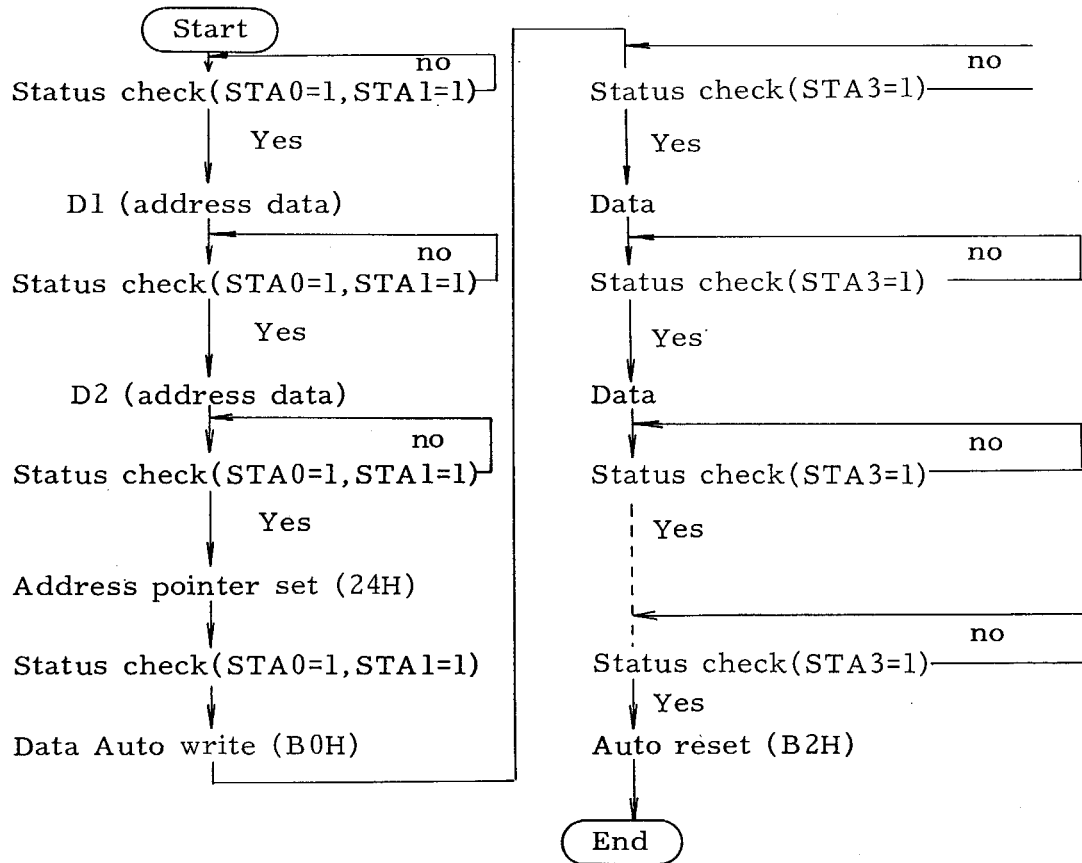 Start
no
Status check(STA0=1,STA1=1)
Yes
D1 (address data)
no
Status check(STA0=1,STA1=1)
Yes
D2 (address data)
no
Status check(STA0=1,STA1=1)
Yes
Address pointer set (24H)
Status check(STA0=1,STA1=1)
Data Auto write (B0H)
no
Status check(STA3=1)
Yes
Data
no
Status check(STA3=1)
Yes
Data
no
Status check(STA3=1)
Yes
no
Status check(STA3=1)
Yes
Auto reset (B2H)
End